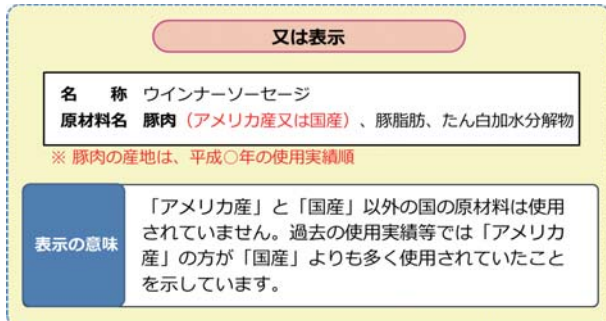 又は表示
名　　称　ウインナーソーセージ
原材料名　豚肉（アメリカ産又は国産）、豚脂肪、たん白加水分解物
※ 豚肉の産地は、平成○年の使用実績順
表示の意味
「アメリカ産」と「国産」以外の国の原材料は使用
されていません。過去の使用実績等では「アメリカ
産」の方が「国産」よりも多く使用されていたこと
を示しています。